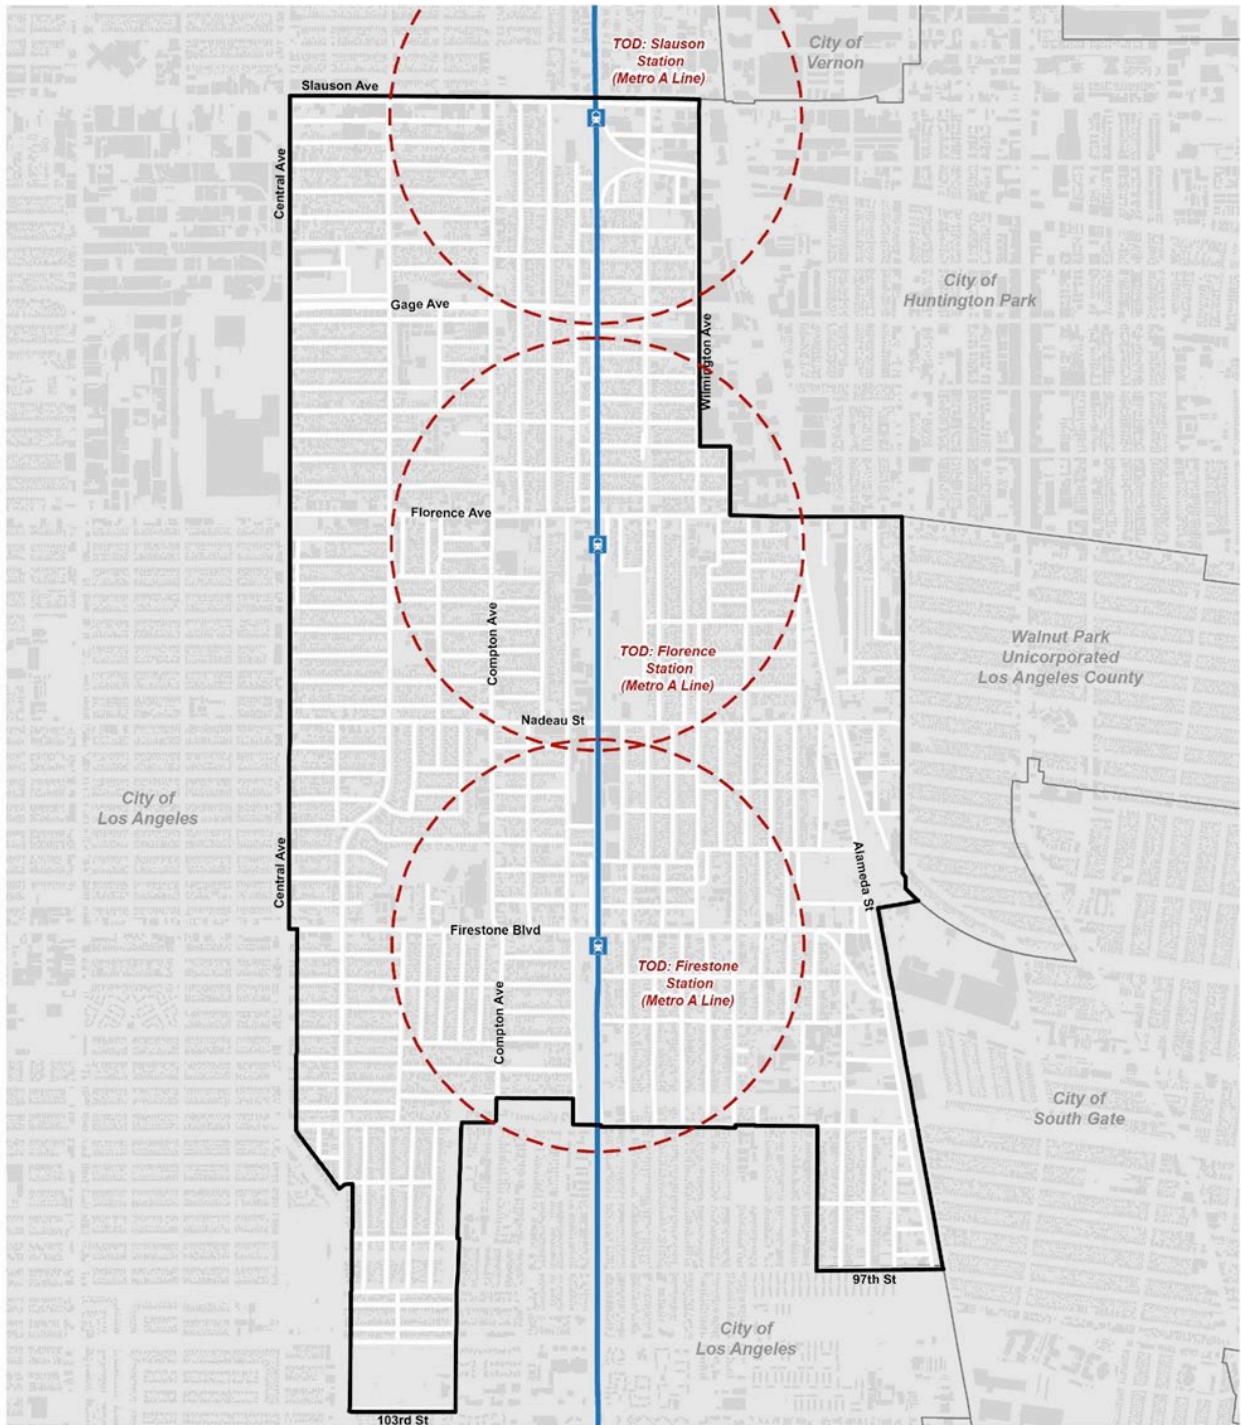 TOD: Slauson
Station
(Metro A Line)
City of
Vernon
Slauson Ave
Central Ave
City of
Huntington Park
Gage Ave
Wilmington Ave
Florence Ave
Compton Ave
TOD: Florence
Station
(Metro A Line)
Walnut Park
Unicorporated
Los Angeles County
Nadeau St
City of
Los Angeles
Central Ave
Alameda St
Firestone Blvd
TOD: Firestone
Station
(Metro A Line)
Compton Ave
City of
South Gate
97th St
City of
Los Angeles
103rd St